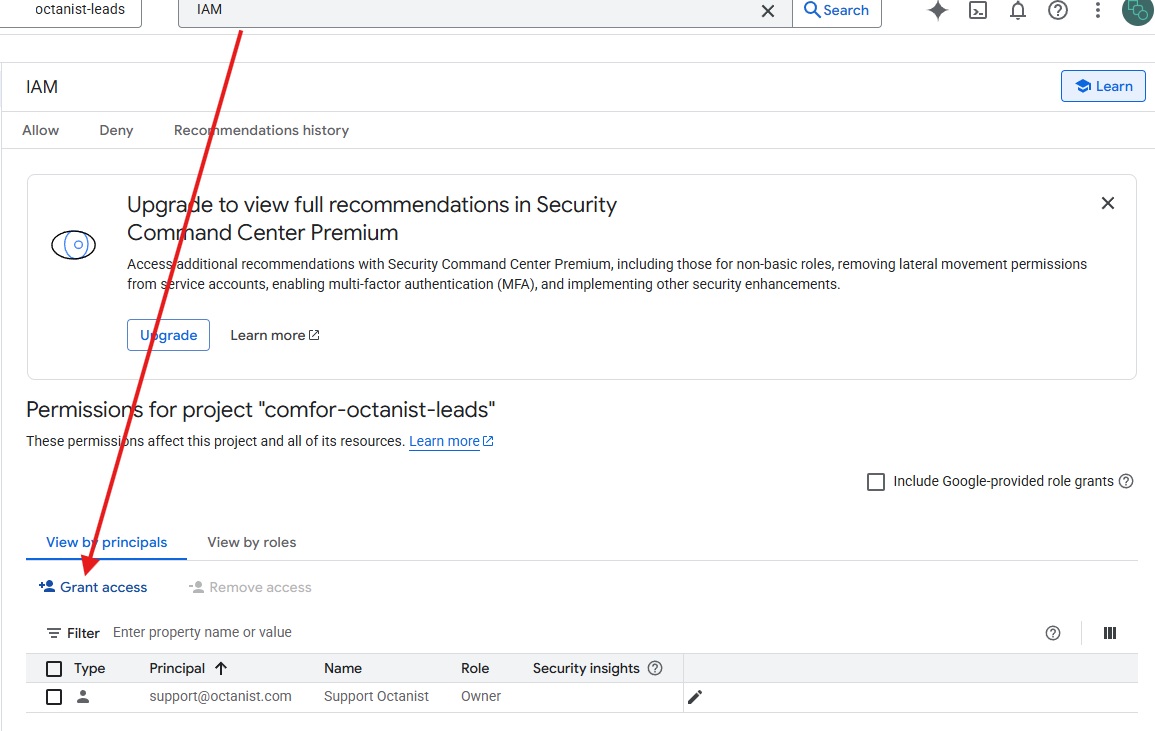 octanist-leads
IAM
Search
IAM
Learn
Allow
Deny
Recommendations history
Upgrade to view full recommendations in Security
Command Center Premium
Access additional recommendations with Security Command Center Premium, including those for non-basic roles, removing lateral movement permissions
from service accounts, enabling multi-factor authentication (MFA), and implementing other security enhancements.
Upgrade
Learn more
Permissions for project "comfor-octanist-leads"
These permissions affect this project and all of its resources. Learn more
Include Google-provided role grants
View by principals
View by roles
Grant access
Remove access
Filter Enter property name or value
Type Principal Name Role Security insights
support@octanist.com Support Octanist Owner